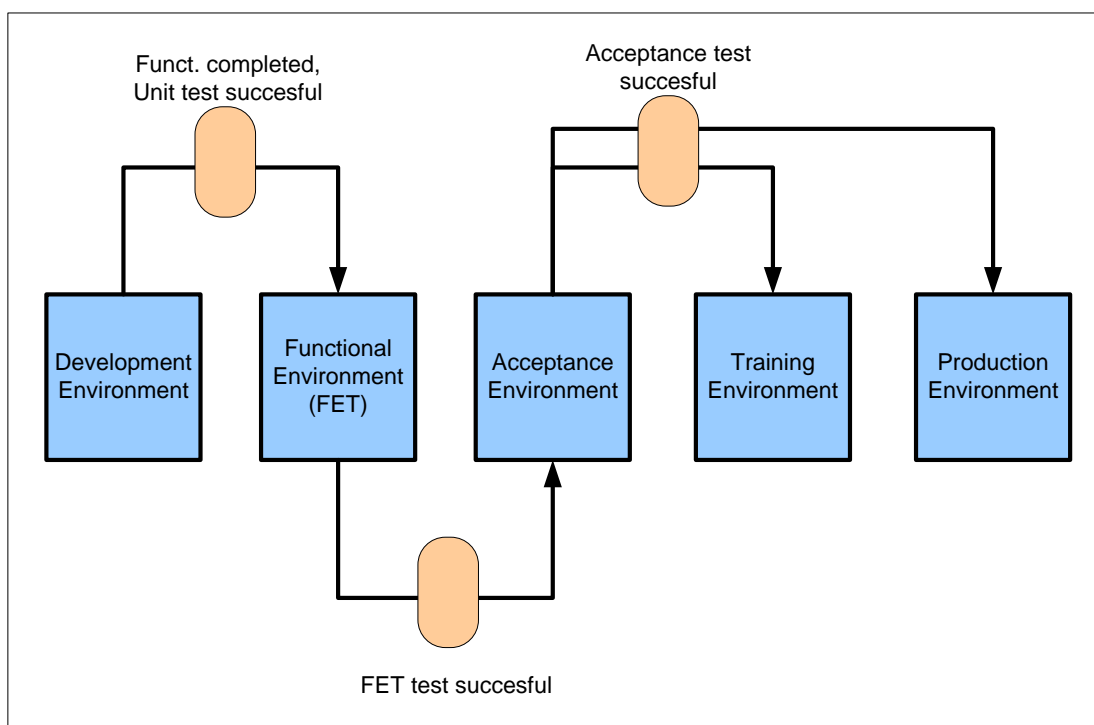 Funct. completed,
Unit test succesful
Acceptance test
succesful
Development
Environment
Functional
Environment
(FET)
Acceptance
Environment
Training
Environment
Production
Environment
FET test succesful